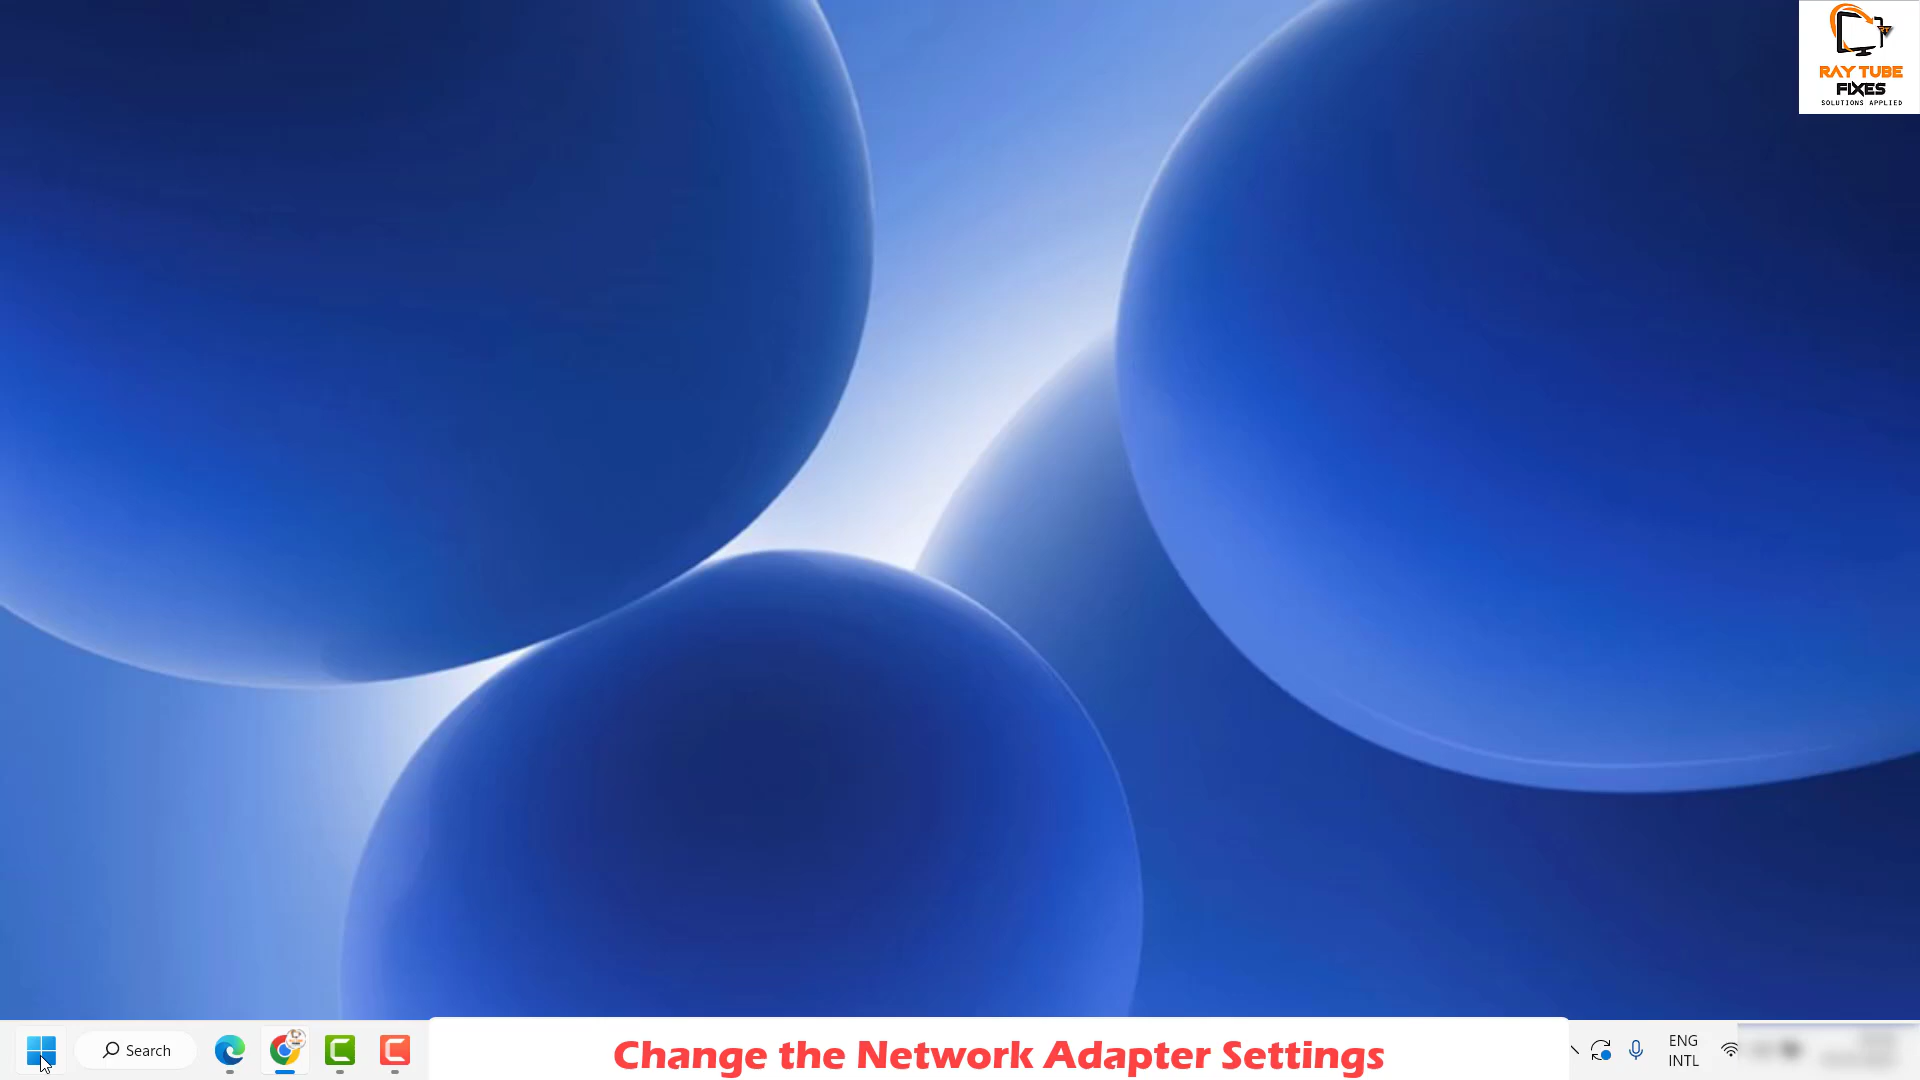 RAY TUBE
FIXES
SOLUTIONS APPLIED
Search
Change the Network Adapter Settings
ENG
INTL